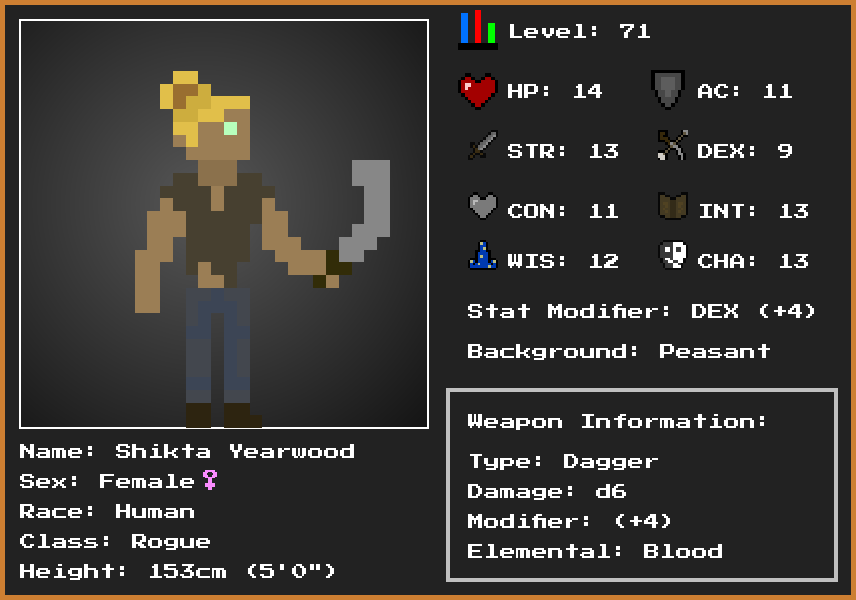 Level: 71
HP: 14
AC: 11
STR: 13
DEX: 9
CON: 11
INT: 13
WIS: 12
CHA: 13
Stat Modifier: DEX (+4)
Background: Peasant
Name: Shikta Yearwood
Sex: Female♀
Race: Human
Class: Rogue
Height: 153cm (5'0")
Weapon Information:
Type: Dagger
Damage: d6
Modifier: (+4)
Elemental: Blood